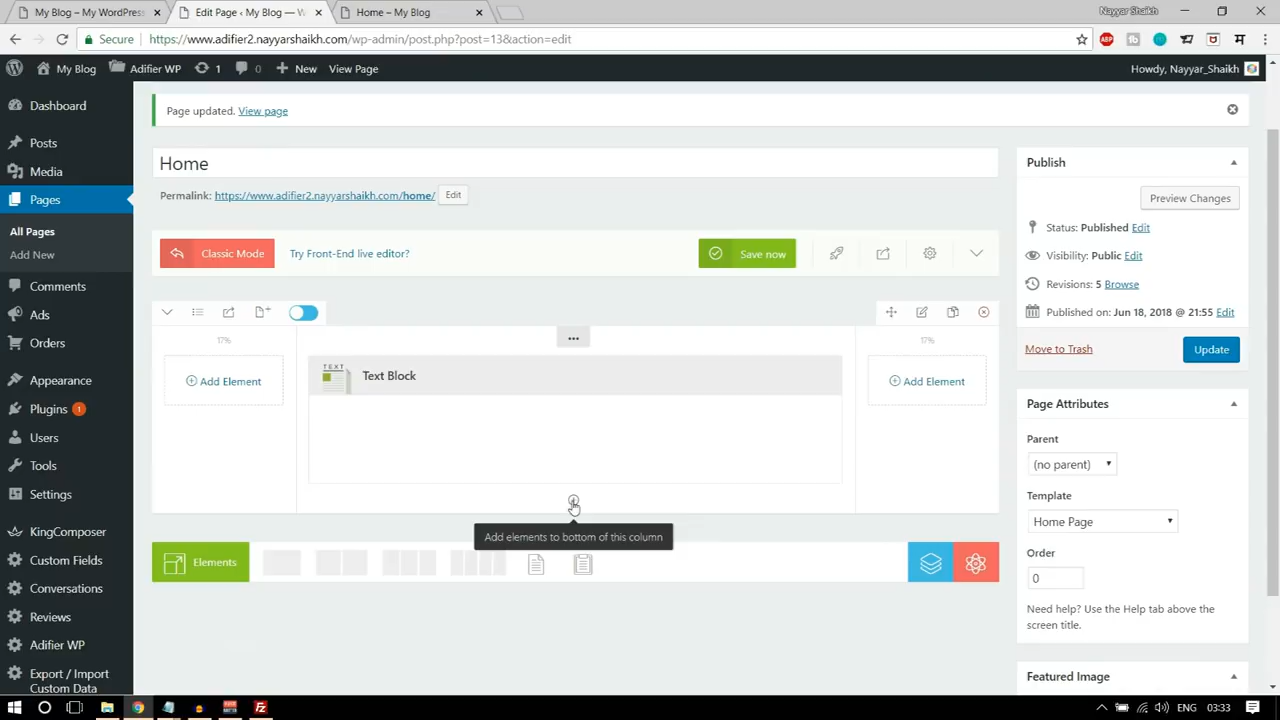 My Blog – My WordPress
Edit Page ‹ My Blog — W
Home – My Blog
Nayyar Shaikh
Secure
https://www.adifier2.nayyarshaikh.com/wp-admin/post.php?post=13&action=edit
ABP
My Blog
Adifier WP
1
0
New
View Page
Howdy, Nayyar_Shaikh
Dashboard
Posts
Media
Pages
All Pages
Add New
Comments
Ads
Orders
Appearance
Plugins 1
Users
Tools
Settings
KingComposer
Custom Fields
Conversations
Reviews
Adifier WP
Export / Import
Custom Data
Page updated. View page
Home
Permalink: https://www.adifier2.nayyarshaikh.com/home/
Edit
Classic Mode
Try Front-End live editor?
Save now
17%
Add Element
TEXT
Text Block
17%
Add Element
Add elements to bottom of this column
Elements
Publish
Preview Changes
Status: Published Edit
Visibility: Public Edit
Revisions: 5 Browse
Published on: Jun 18, 2018 @ 21:55 Edit
Move to Trash
Update
Page Attributes
Parent
(no parent)
Template
Home Page
Order
0
Need help? Use the Help tab above the
screen title.
Featured Image
ENG
03:33